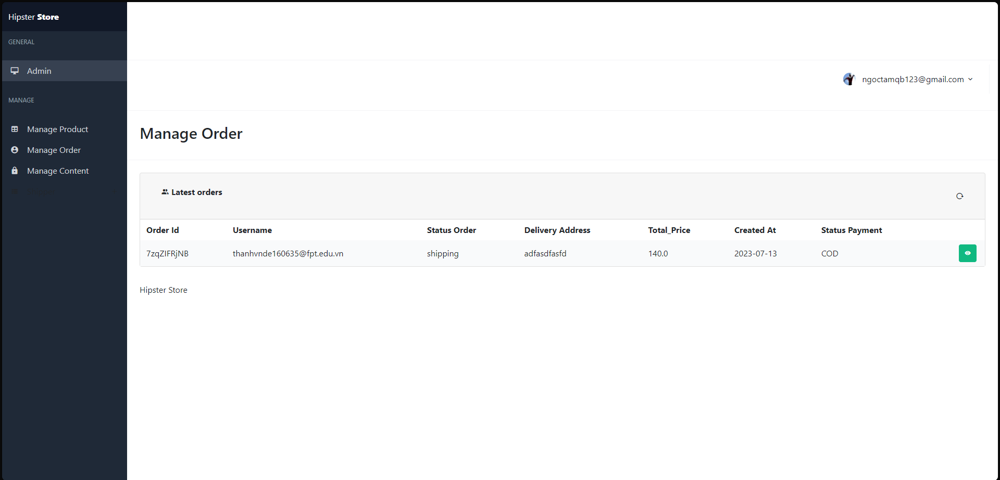 Hipster Store
GENERAL
Admin
MANAGE
Manage Product
Manage Order
Manage Content
ngoctamqb123@gmail.com
Manage Order
Latest orders
Order Id Username Status Order Delivery Address Total_Price Created At Status Payment
7zqZIFRjNB thanhvnde160635@fpt.edu.vn shipping adfasdfasfd 140.0 2023-07-13 COD
Hipster Store